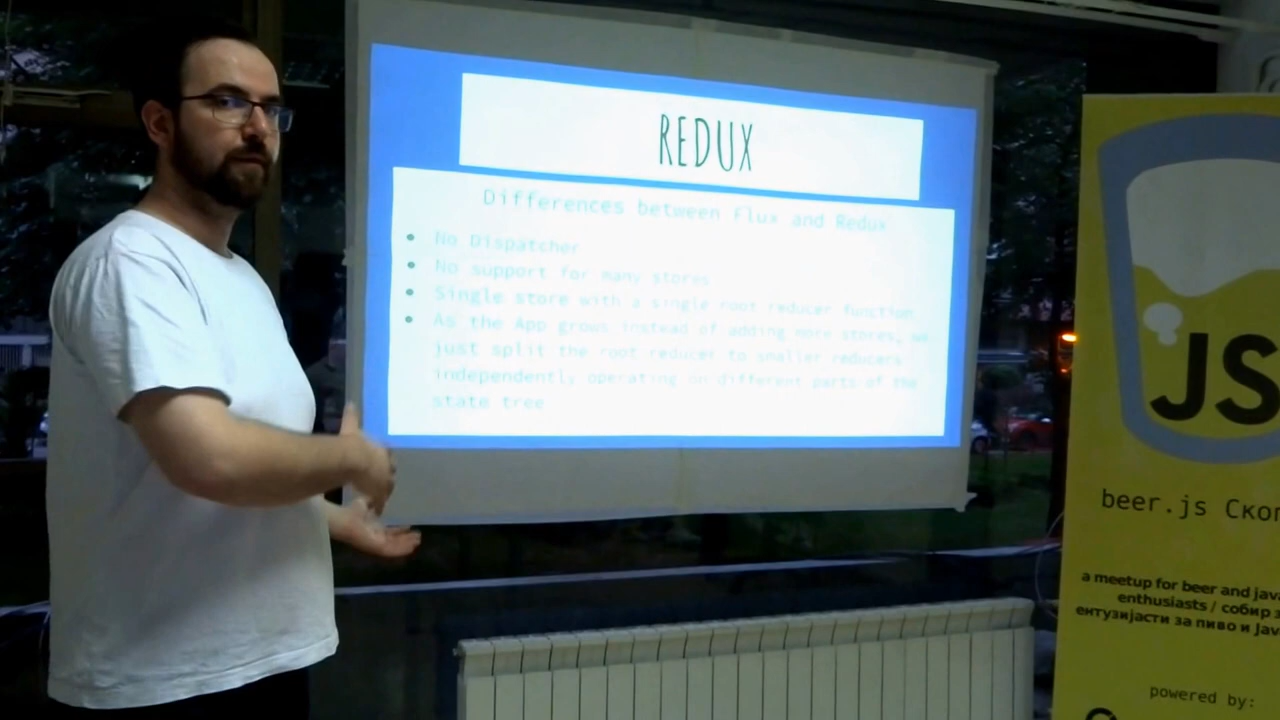 REDUX
Differences between Flux and Redux
No Dispatcher
No support for many stores
Single store with a single root reducer function
As the App grows instead of adding more stores, we
just split the root reducer to smaller reducers
independently operating on different parts of the
state tree
JS
beer.js Скоп
a meetup for beer and java
enthusiasts / собир з
ентузијасти за пиво и Јав
powered by: